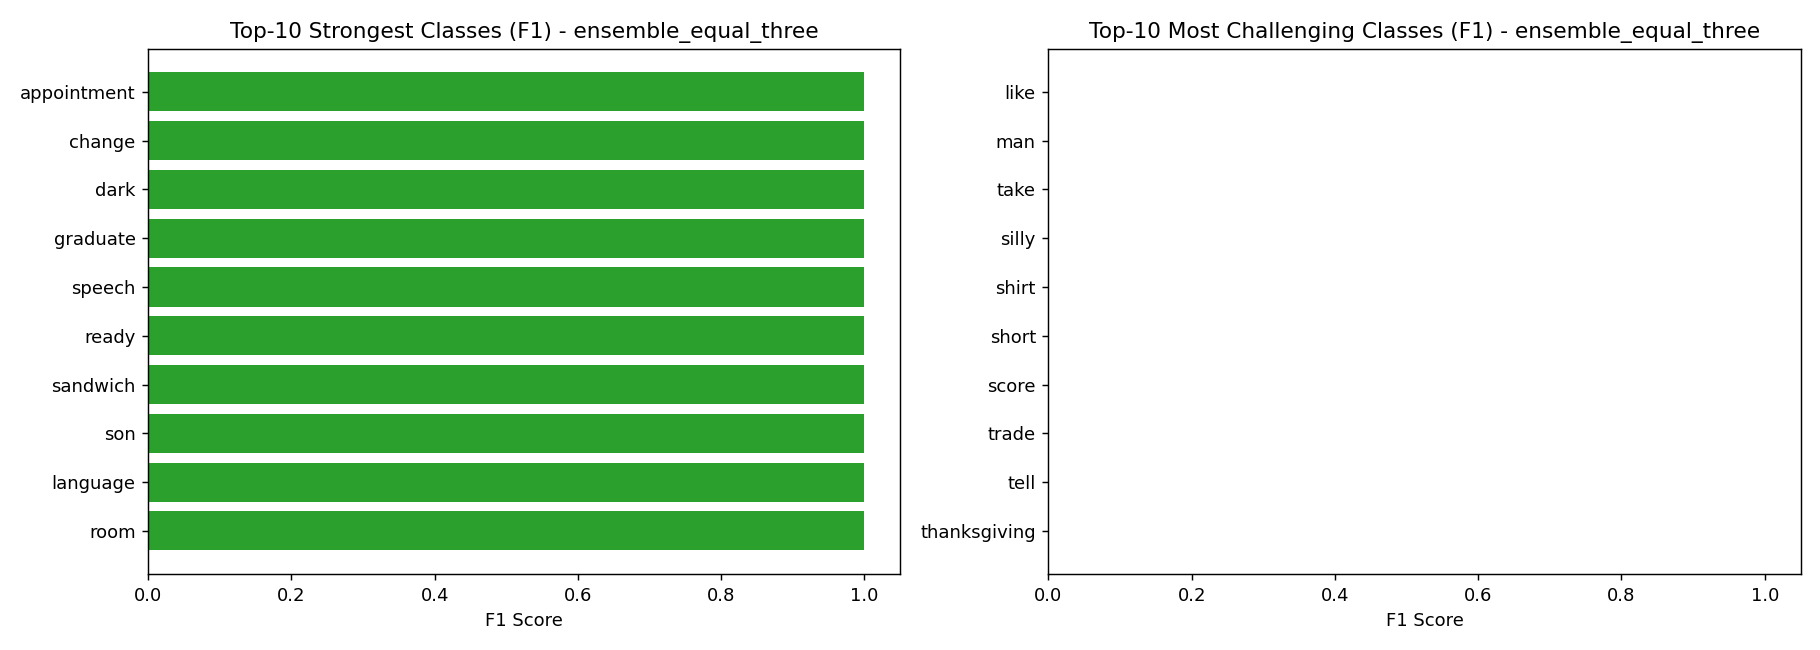 Top-10 Strongest Classes (F1) - ensemble_equal_three
appointment
change
dark
graduate
speech
ready
sandwich
son
language
room
0.0 0.2 0.4 0.6 0.8 1.0
F1 Score
Top-10 Most Challenging Classes (F1) - ensemble_equal_three
like
man
take
silly
shirt
short
score
trade
tell
thanksgiving
0.0 0.2 0.4 0.6 0.8 1.0
F1 Score